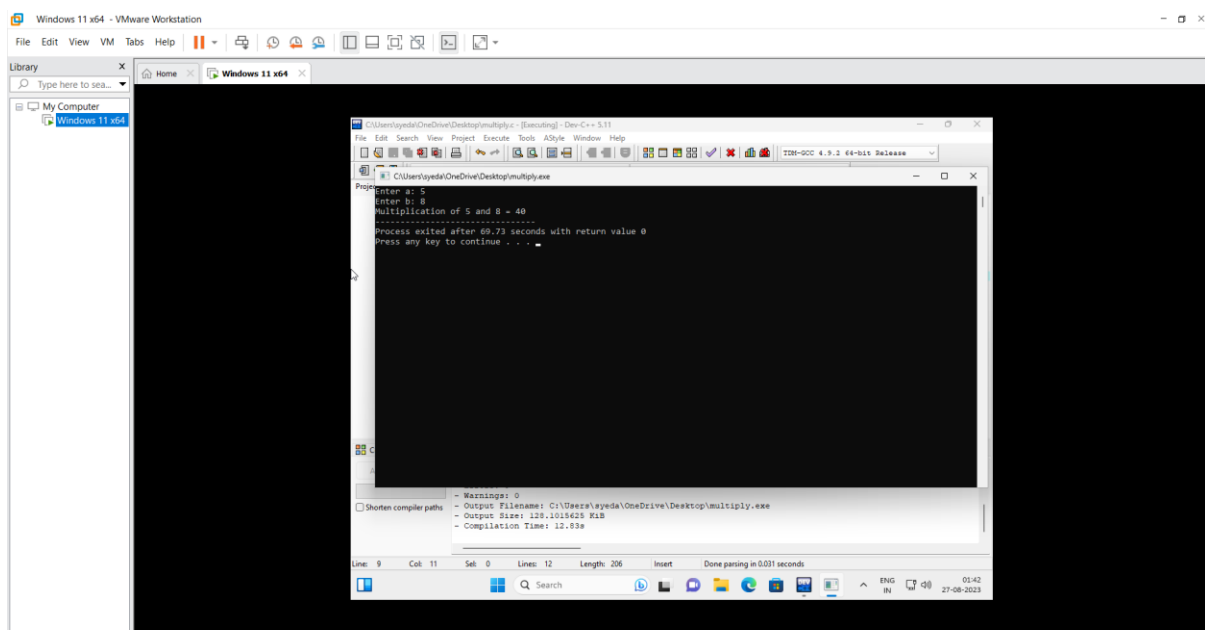 Windows 11 x64 - VMware Workstation
File Edit View VM Tabs Help
Library X
Home
Windows 11 x64
Type here to sea...
My Computer
Windows 11 x64
C:\Users\syeda\OneDrive\Desktop\multiply.c - [Executing] - Dev-C++ 5.11
File Edit Search View Project Execute Tools AStyle Window Help
TDM-GCC 4.9.2 64-bit Release
C:\Users\syeda\OneDrive\Desktop\multiply.exe
Enter a: 5
Enter b: 8
Multiplication of 5 and 8 = 40
--------------------------------
Process exited after 69.73 seconds with return value 0
Press any key to continue . . .
- Warnings: 0
Shorten compiler paths
- Output Filename: C:\Users\syeda\OneDrive\Desktop\multiply.exe
- Output Size: 128.1015625 KiB
- Compilation Time: 12.83s
Line: 9 Col: 11 Sel: 0 Lines: 12 Length: 206 Insert Done parsing in 0.031 seconds
Search
ENG
IN
01:42
27-08-2023